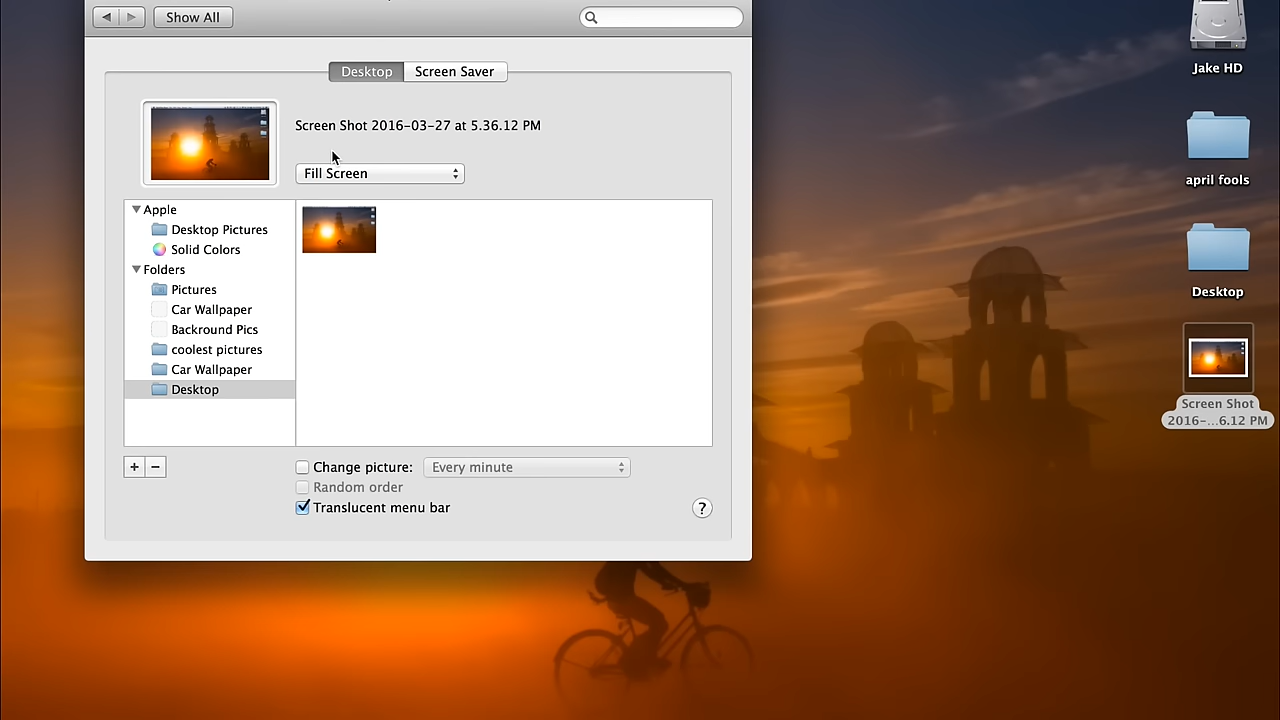 Show All
Desktop
Screen Saver
Screen Shot 2016-03-27 at 5.36.12 PM
Fill Screen
Apple
Desktop Pictures
Solid Colors
Folders
Pictures
Car Wallpaper
Backround Pics
coolest pictures
Car Wallpaper
Desktop
+ −
Change picture:
Every minute
Random order
Translucent menu bar
?
Jake HD
april fools
Desktop
Screen Shot
2016-...6.12 PM